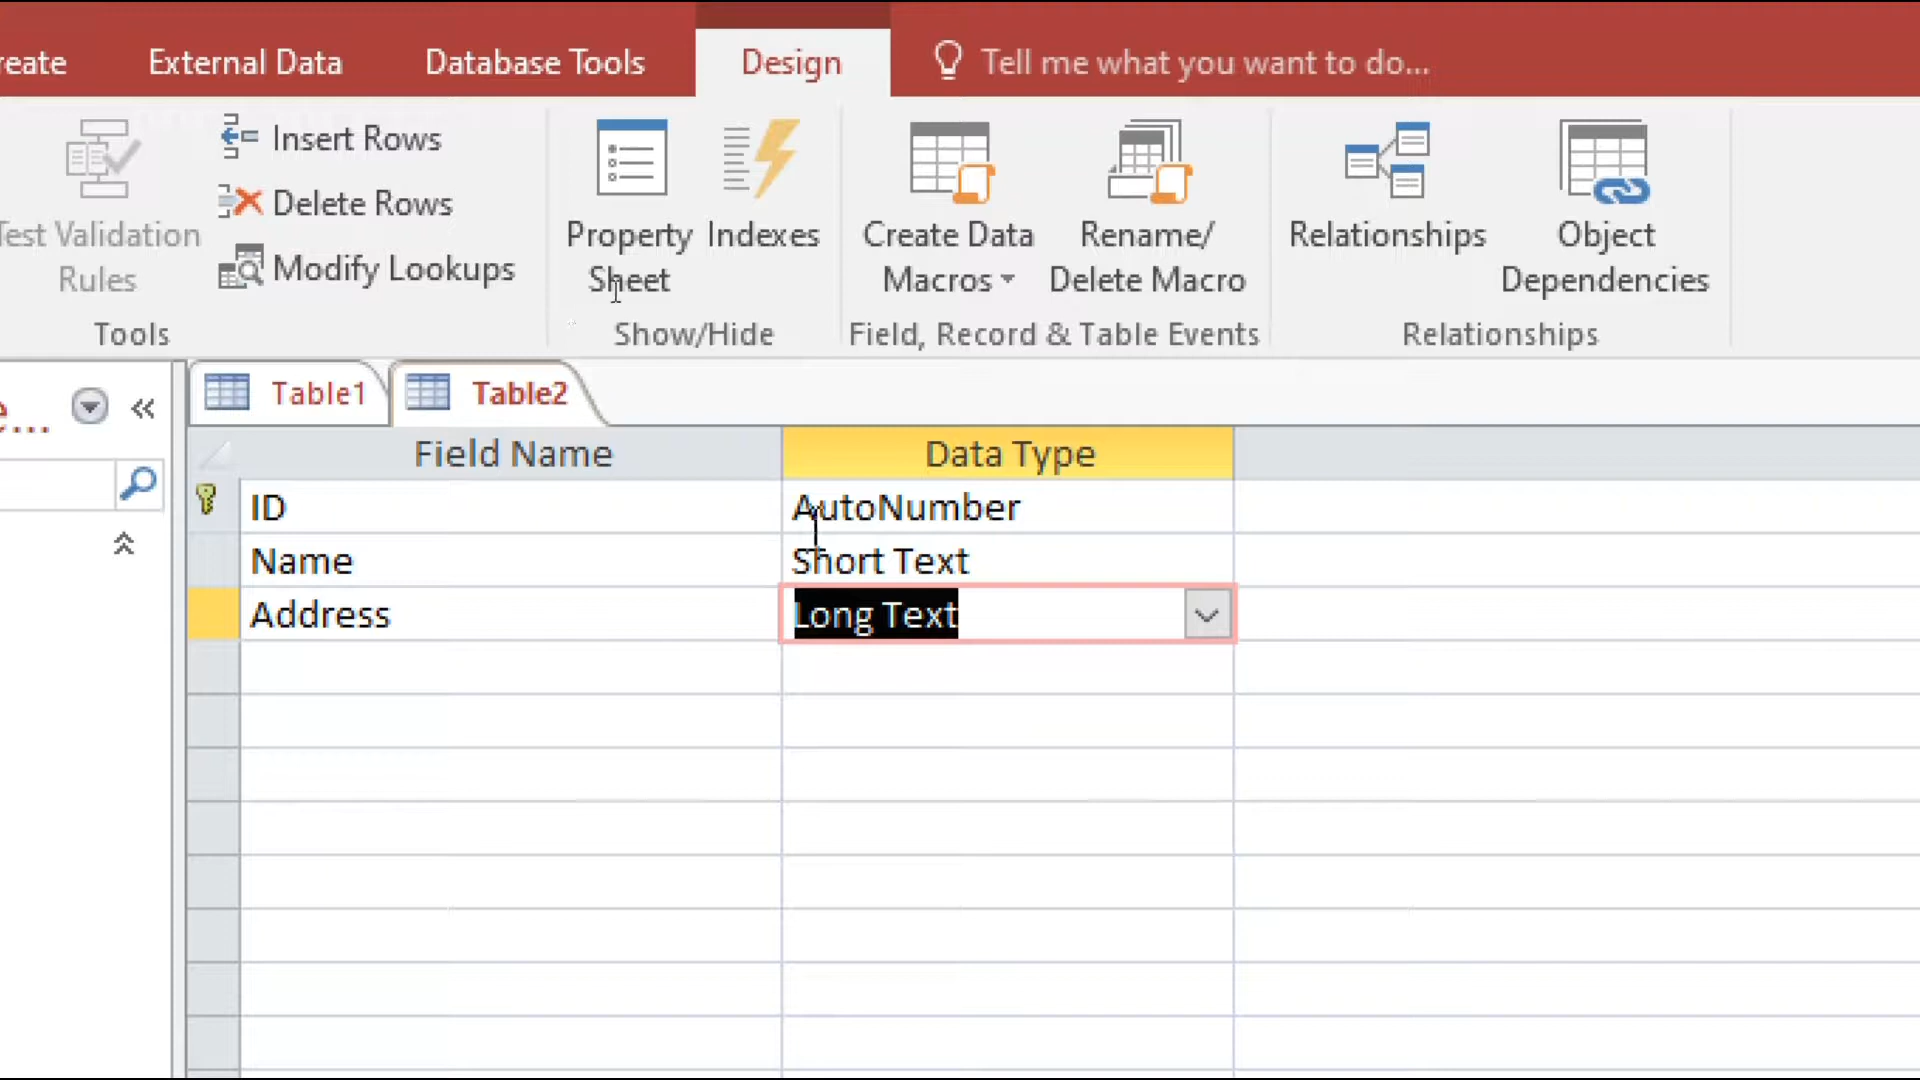 reate External Data Database Tools Design Tell me what you want to do...
Insert Rows
Delete Rows
Modify Lookups
Test Validation
Rules
Property
Sheet
Indexes
Create Data
Macros
Rename/
Delete Macro
Relationships
Object
Dependencies
Tools Show/Hide Field, Record & Table Events Relationships
e...
Table1 Table2
Field Name Data Type
ID AutoNumber
Name Short Text
Address Long Text